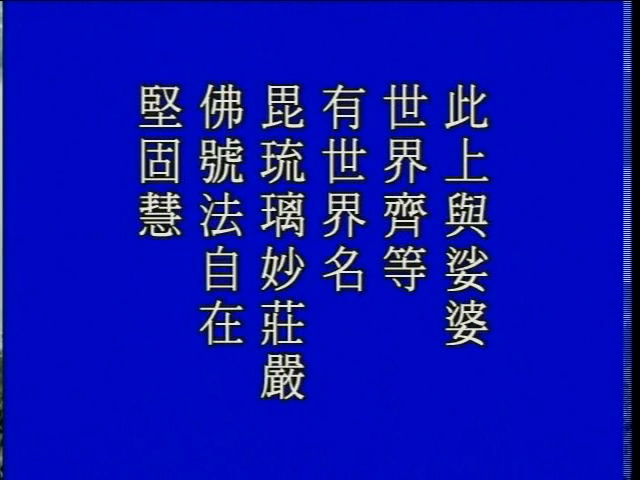 此上與娑婆
世界齊等
有世界名
毘琉璃妙莊嚴
佛號法自在
堅固慧